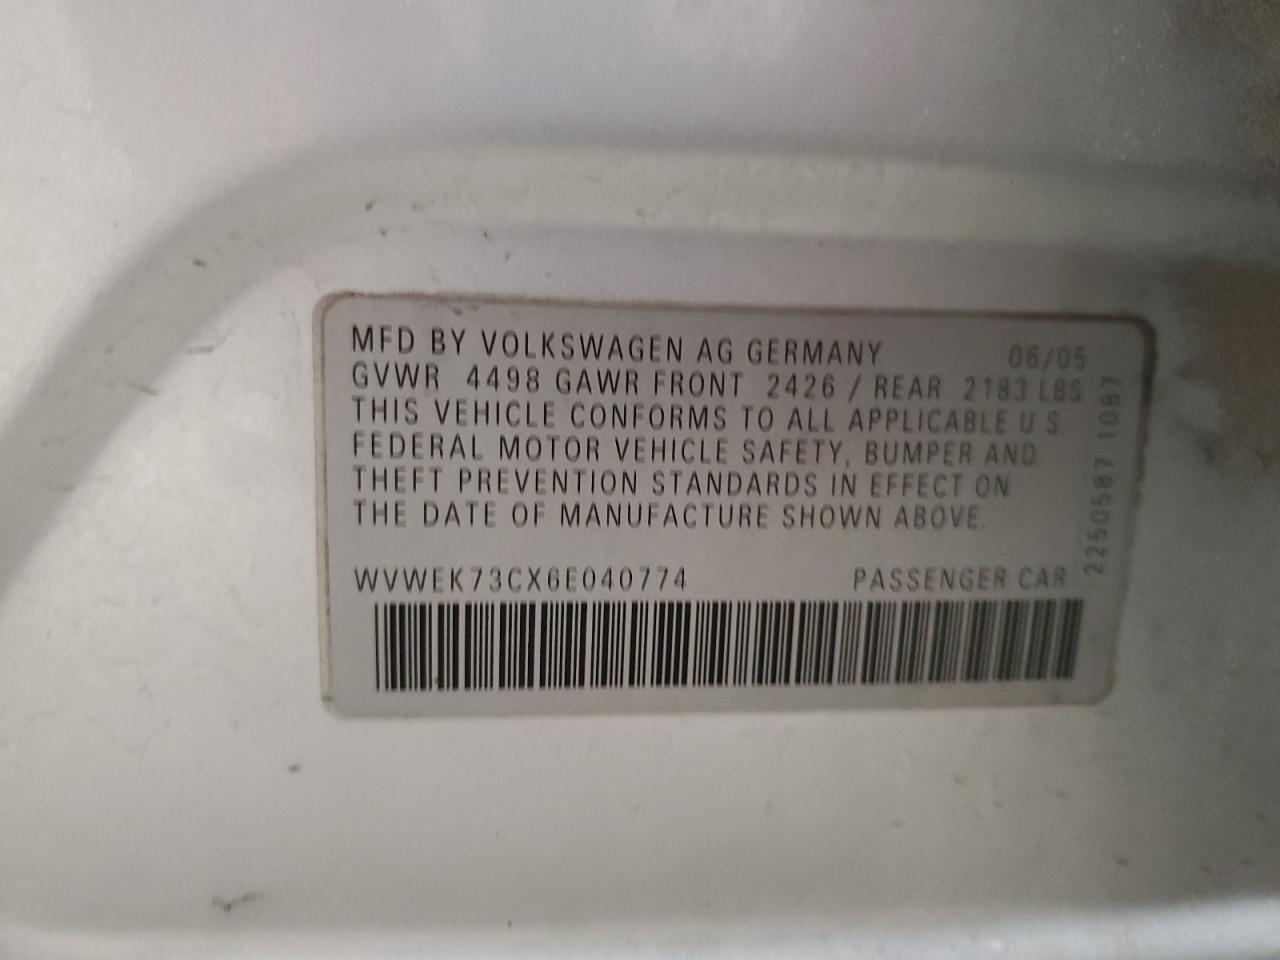 MFD BY VOLKSWAGEN AG GERMANY 06/05
GVWR 4498 GAWR FRONT 2426 / REAR 2183 LBS
THIS VEHICLE CONFORMS TO ALL APPLICABLE U S
FEDERAL MOTOR VEHICLE SAFETY, BUMPER AND
THEFT PREVENTION STANDARDS IN EFFECT ON
THE DATE OF MANUFACTURE SHOWN ABOVE.
WVWEK73CX6E040774 PASSENGER CAR
2250587 1087